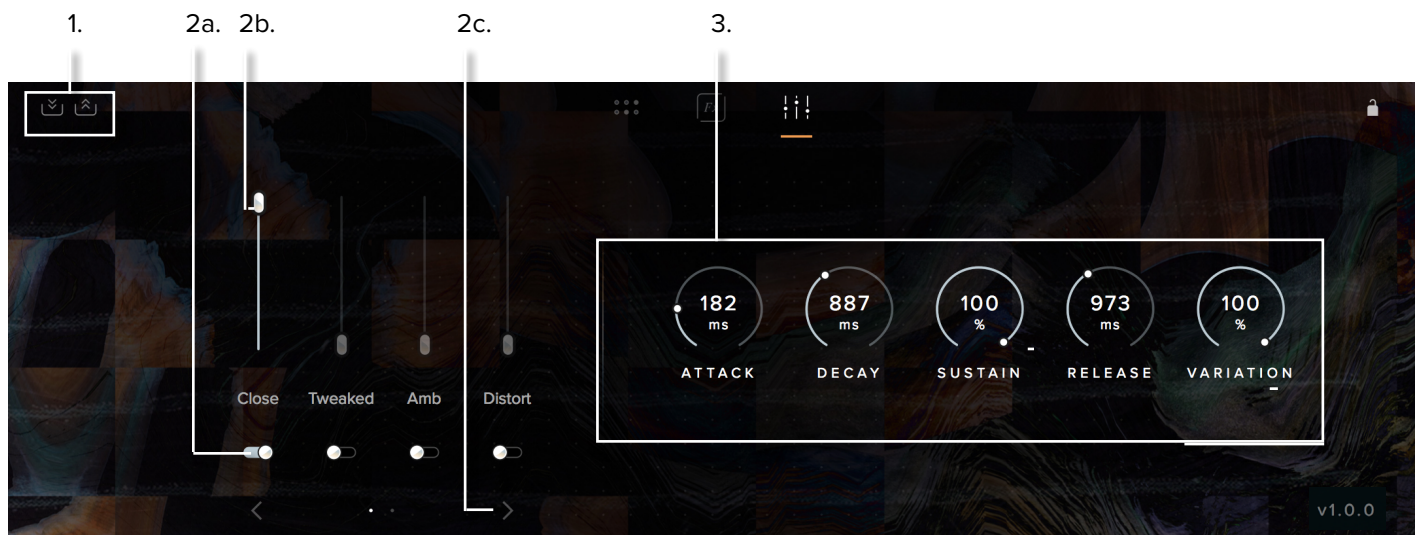 1. 2a. 2b. 2c. 3.
F.
182 887 100 973 100
ms ms % ms %
ATTACK DECAY SUSTAIN RELEASE VARIATION
Close Tweaked Amb Distort
v1.0.0